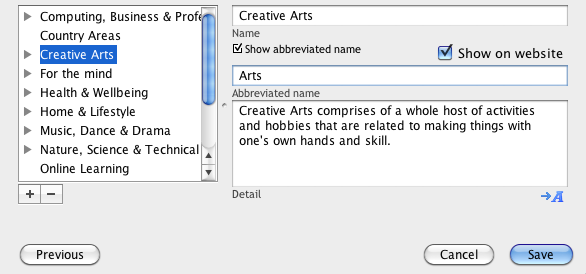 Computing, Business & Profe
Country Areas
Creative Arts
For the mind
Health & Wellbeing
Home & Lifestyle
Music, Dance & Drama
Nature, Science & Technical
Online Learning
+ −
Creative Arts
Name
Show abbreviated name
Show on website
Arts
Abbreviated name
Creative Arts comprises of a whole host of activities
and hobbies that are related to making things with
one's own hands and skill.
Detail
A
Previous
Cancel
Save